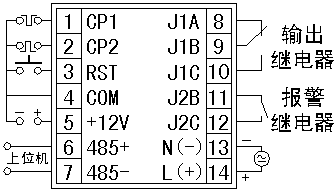 1 CP1 J1A 8
2 CP2 J1B 9
3 RST J1C 10
4 COM J2B 11
5 +12V J2C 12
6 485+ N(−) 13
7 485- L(+) 14
输出
继电器
报警
继电器
- +
上位机
−
+